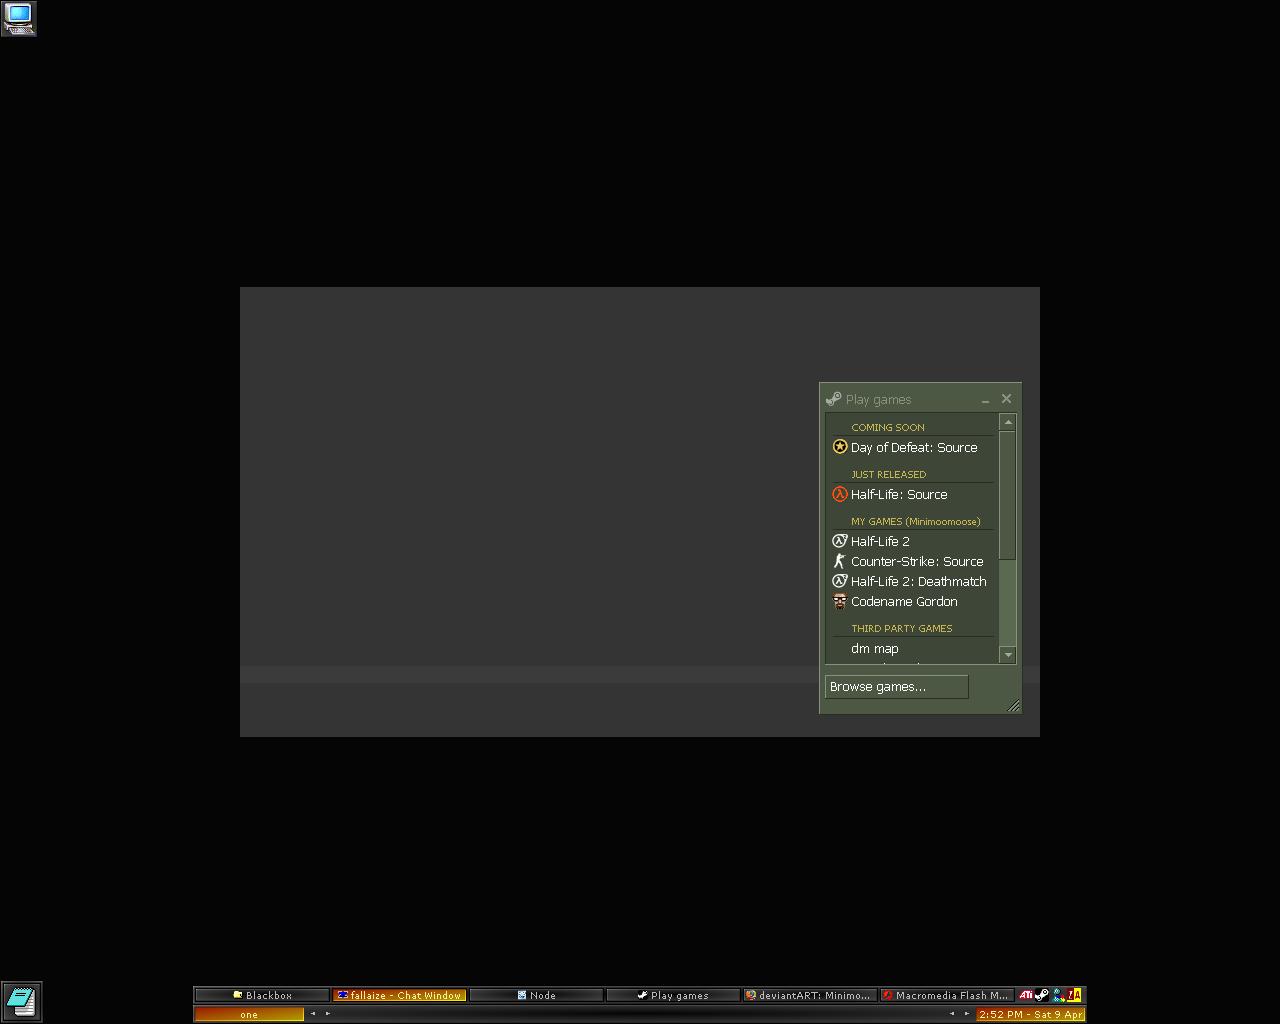 Play games
COMING SOON
Day of Defeat: Source
JUST RELEASED
Half-Life: Source
MY GAMES (Minimoomoose)
Half-Life 2
Counter-Strike: Source
Half-Life 2: Deathmatch
Codename Gordon
THIRD PARTY GAMES
dm map
Browse games...
Blackbox
fallaize - Chat Window
Node
Play games
deviantART: Minimo...
Macromedia Flash M...
ATi
one
2:52 PM - Sat 9 Apr